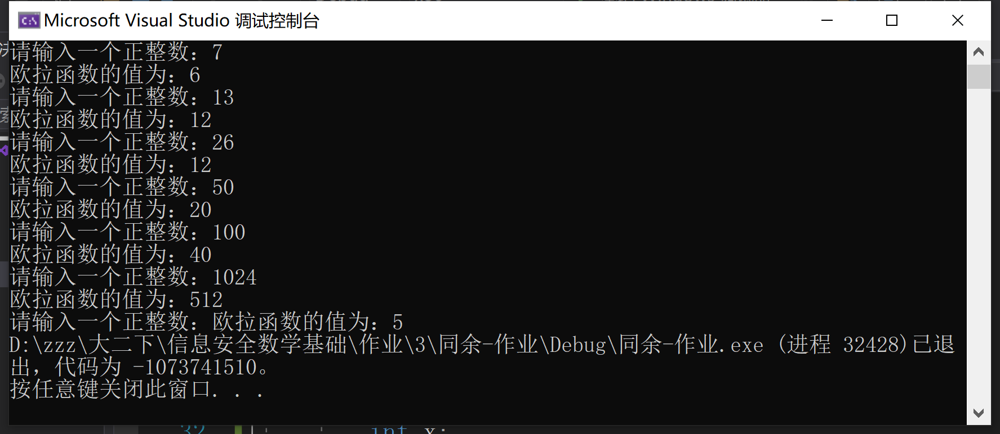 Microsoft Visual Studio 调试控制台
请输入一个正整数：7
欧拉函数的值为：6
请输入一个正整数：13
欧拉函数的值为：12
请输入一个正整数：26
欧拉函数的值为：12
请输入一个正整数：50
欧拉函数的值为：20
请输入一个正整数：100
欧拉函数的值为：40
请输入一个正整数：1024
欧拉函数的值为：512
请输入一个正整数：欧拉函数的值为：5
D:\zzz\大二下\信息安全数学基础\作业\3\同余-作业\Debug\同余-作业.exe (进程 32428)已退
出，代码为 -1073741510。
按任意键关闭此窗口. . .
32 int x;